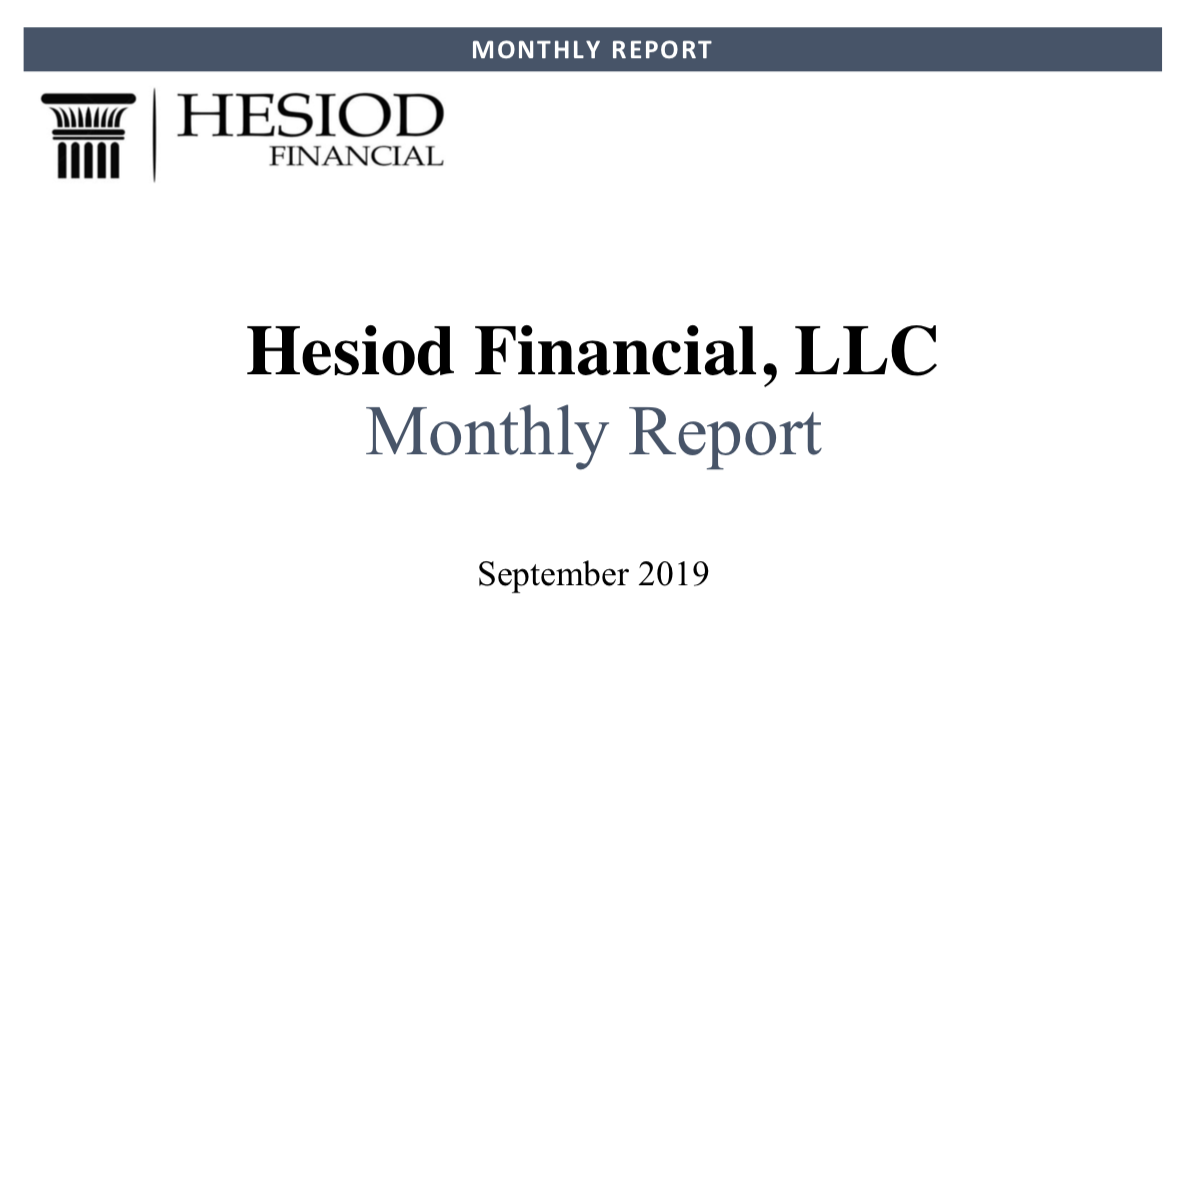 MONTHLY REPORT
HESIOD
FINANCIAL
Hesiod Financial, LLC
Monthly Report
September 2019